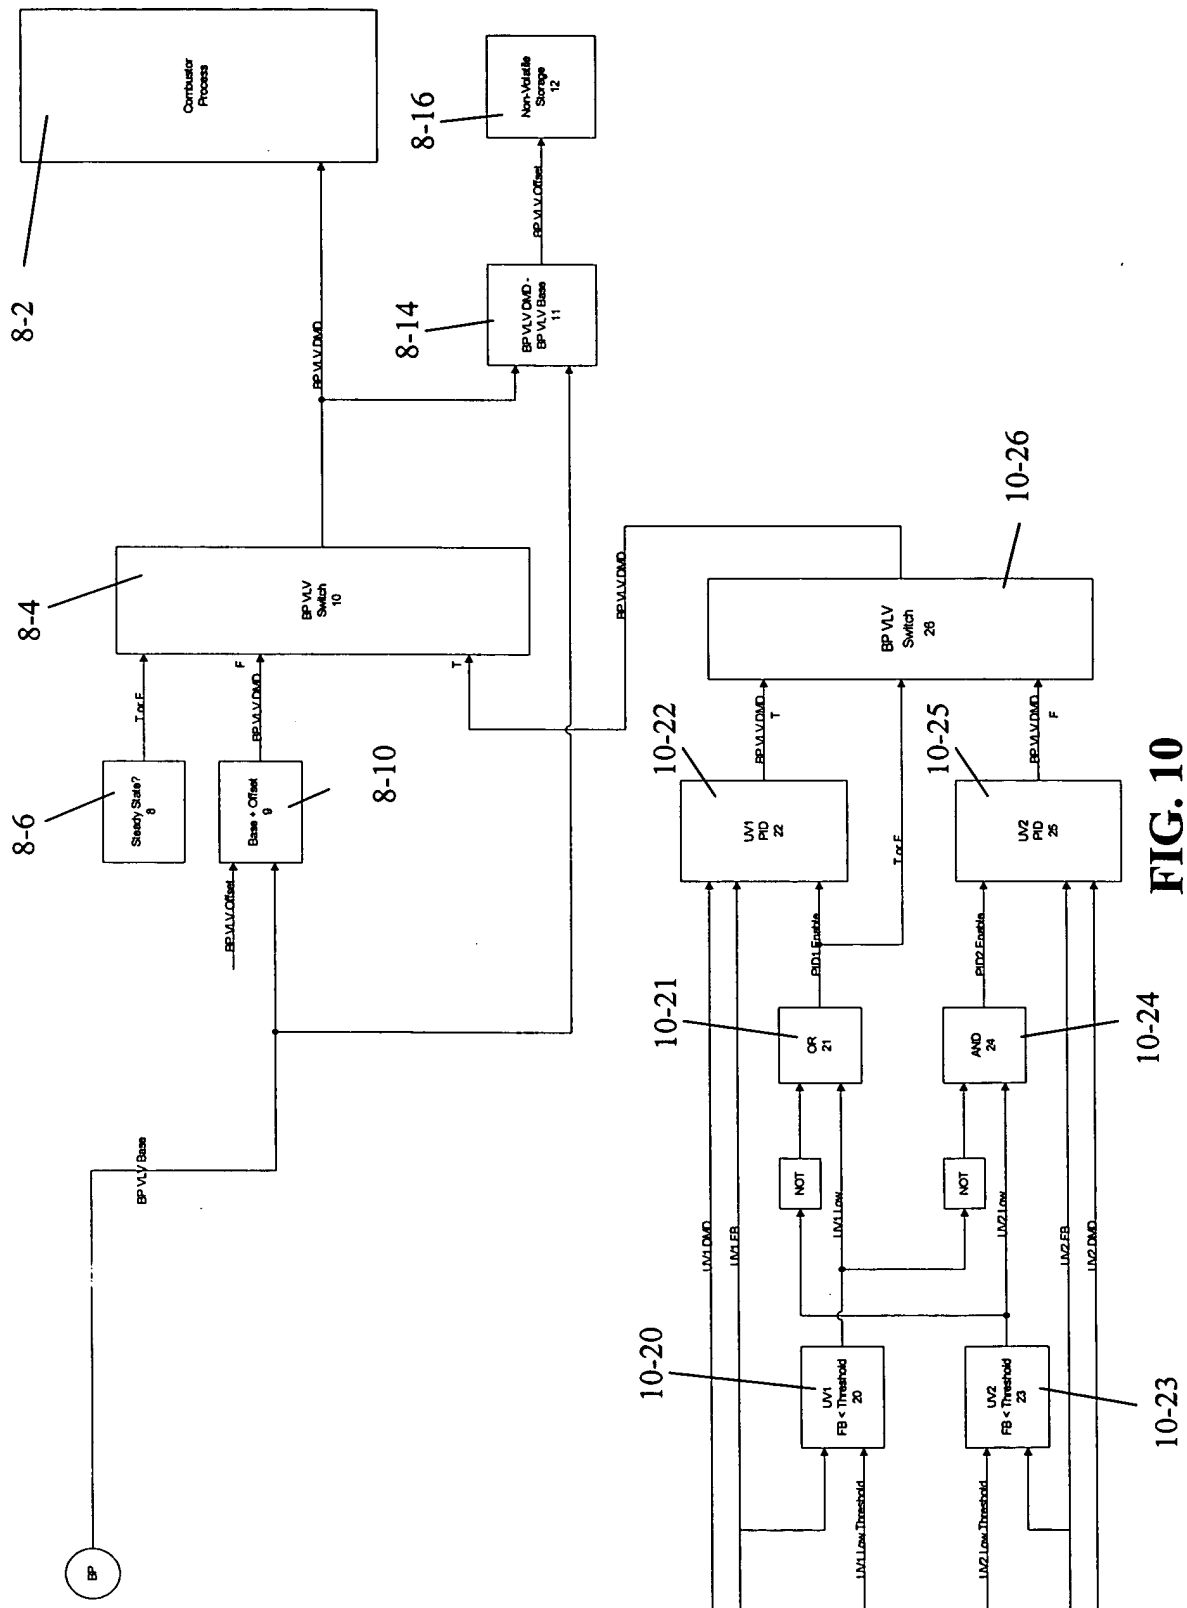 8-2
Combustor
Process
8-16
Non-Volatile
Storage
12
BP VLV Offset
8-14
BP VLV DMD -
BP VLV Base
11
BP VLV DMD
8-4
BP VLV
Switch
10
T or F
F
BP VLV DMD
T
8-6
Steady State?
8
Base + Offset
9
8-10
BP VLV Offset
BP VLV Base
BP
BP VLV DMD
10-26
BP VLV
Switch
26
BP VLV DMD
T
T or F
BP VLV DMD
F
10-22
UV1
PID
22
10-25
UV2
PID
25
PID1 Enable
PID2 Enable
10-21
OR
21
AND
24
10-24
NOT
NOT
UV1 DMD
UV1 FB
UV1 Low
UV2 Low
UV2 FB
UV2 DMD
10-20
UV1
FB < Threshold
20
UV2
FB < Threshold
23
10-23
UV1 Low Threshold
UV2 Low Threshold
FIG. 10